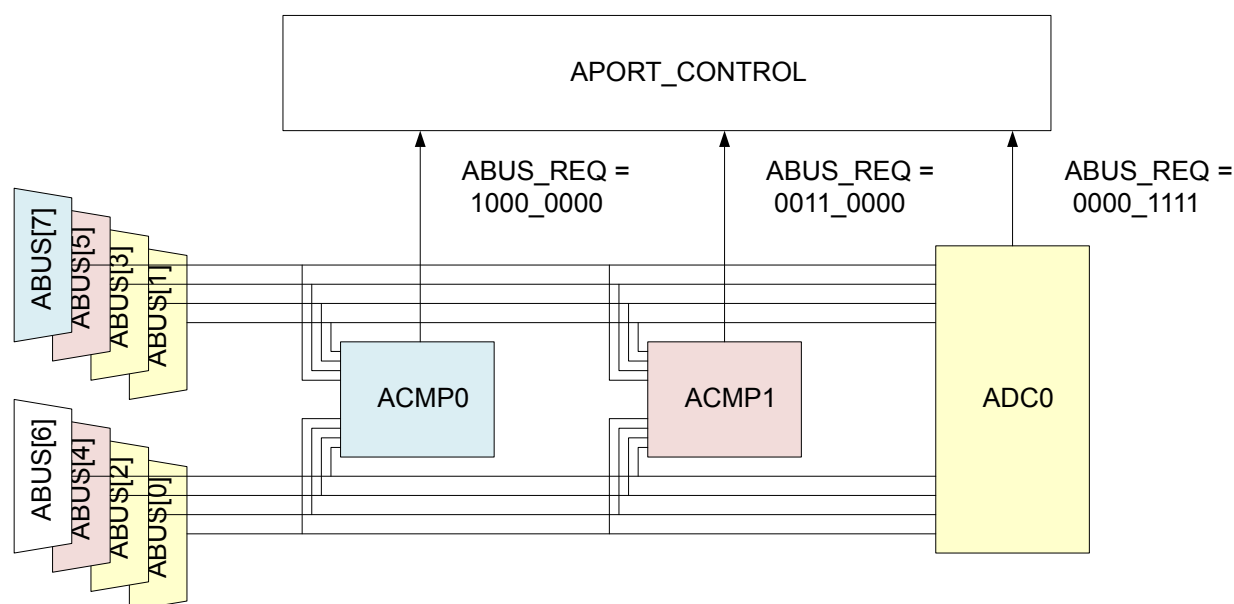 APORT_CONTROL
ABUS_REQ =
1000_0000
ABUS_REQ =
0011_0000
ABUS_REQ =
0000_1111
ABUS[7]
ABUS[5]
ABUS[3]
ABUS[1]
ACMP0
ACMP1
ADC0
ABUS[6]
ABUS[4]
ABUS[2]
ABUS[0]